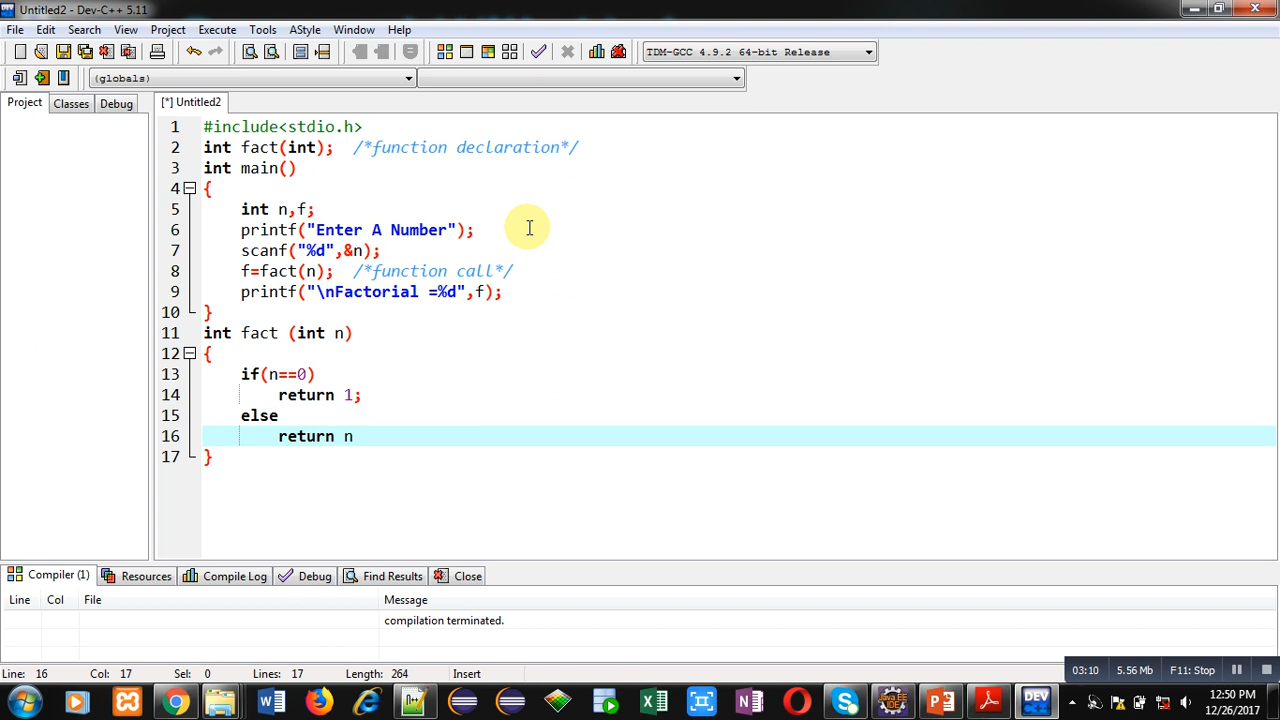 Untitled2 - Dev-C++ 5.11
File Edit Search View Project Execute Tools AStyle Window Help
TDM-GCC 4.9.2 64-bit Release
(globals)
Project Classes Debug [*] Untitled2
1 #include<stdio.h>
2 int fact(int); /*function declaration*/
3 int main()
4 {
5 int n,f;
6 printf("Enter A Number");
7 scanf("%d",&n);
8 f=fact(n); /*function call*/
9 printf("\nFactorial =%d",f);
10 }
11 int fact (int n)
12 {
13 if(n==0)
14 return 1;
15 else
16 return n
17 }
Compiler (1) Resources Compile Log Debug Find Results Close
Line Col File Message
compilation terminated.
Line: 16 Col: 17 Sel: 0 Lines: 17 Length: 264 Insert
03:10 5.56 Mb F11: Stop
12:50 PM
12/26/2017